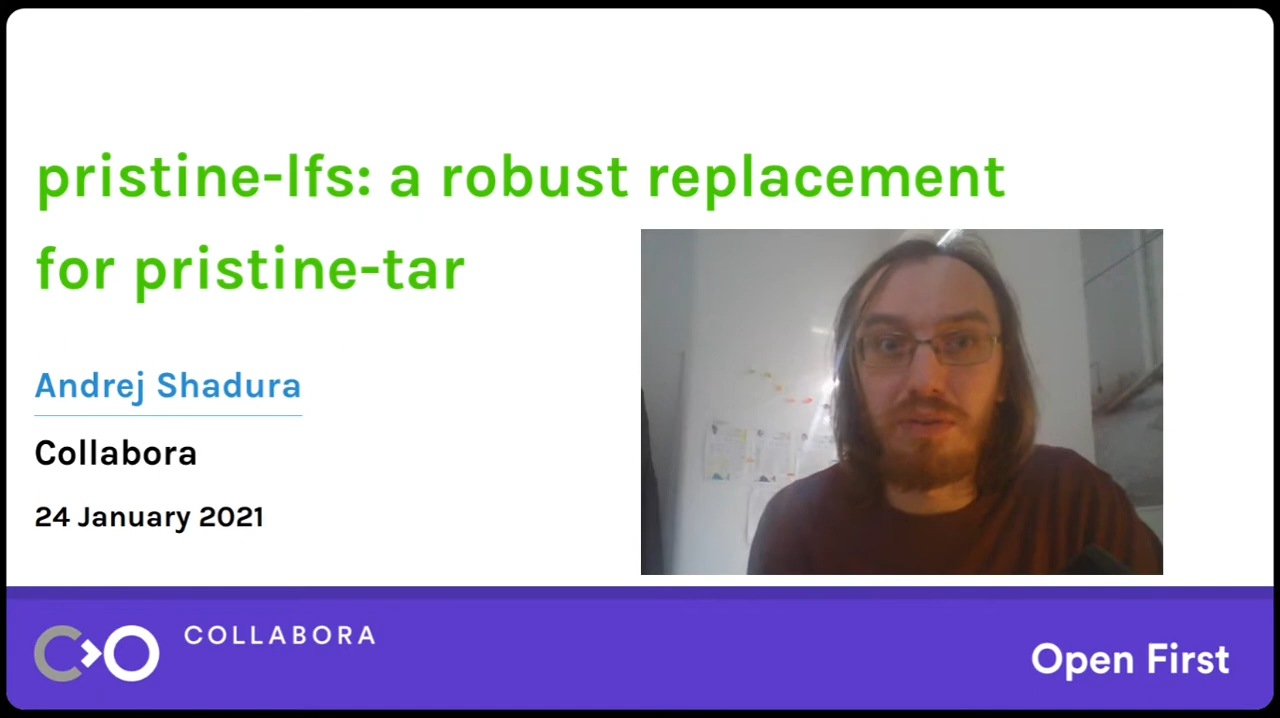 pristine-lfs: a robust replacement
for pristine-tar
Andrej Shadura
Collabora
24 January 2021
COLLABORA
Open First